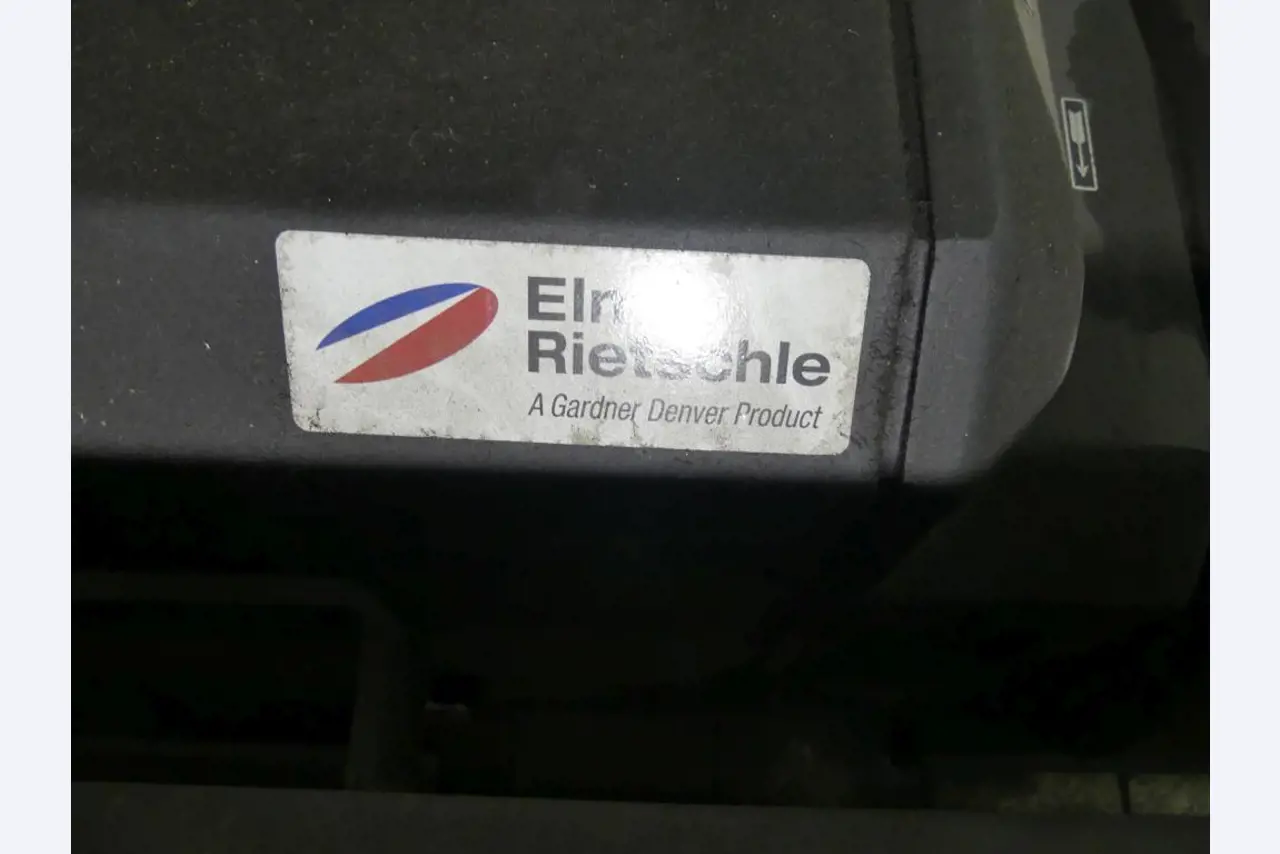 Rietschle
A Gardner Denver Product